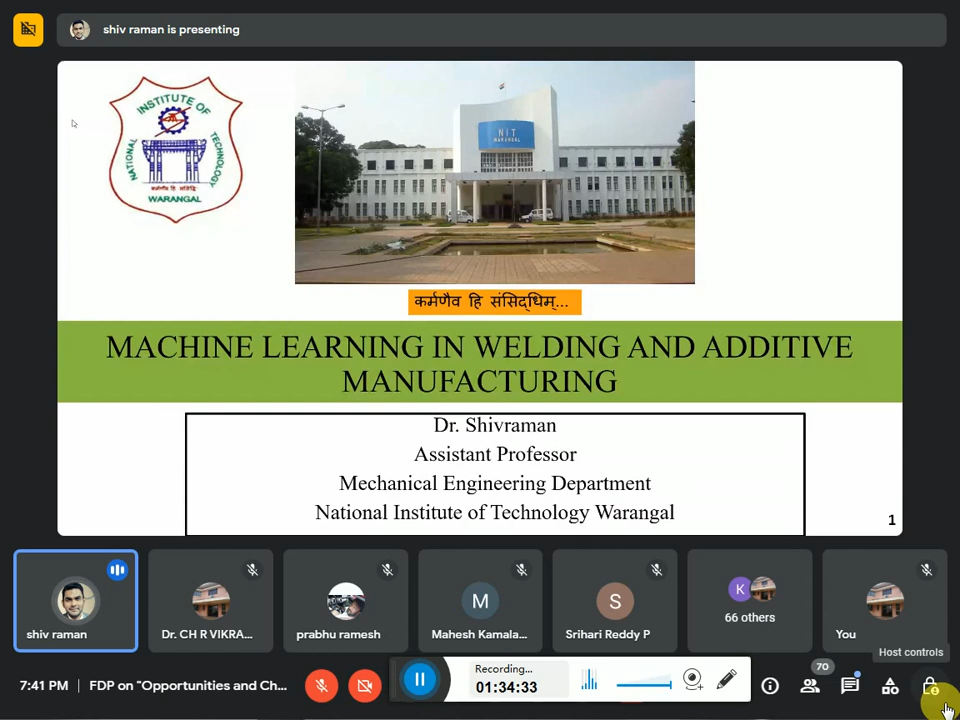 shiv raman is presenting
INSTITUTE OF
NATIONAL
TECHNOLOGY
कर्मणैव हि संसिद्धि
WARANGAL
NIT
WARANGAL
कर्मणैव हि संसिद्धिम्...
MACHINE LEARNING IN WELDING AND ADDITIVE
MANUFACTURING
Dr. Shivraman
Assistant Professor
Mechanical Engineering Department
National Institute of Technology Warangal
1
shiv raman
Dr. CH R VIKRA...
prabhu ramesh
M
Mahesh Kamala...
S
Srihari Reddy P
K
66 others
You
Host controls
7:41 PM | FDP on "Opportunities and Ch...
Recording...
01:34:33
70